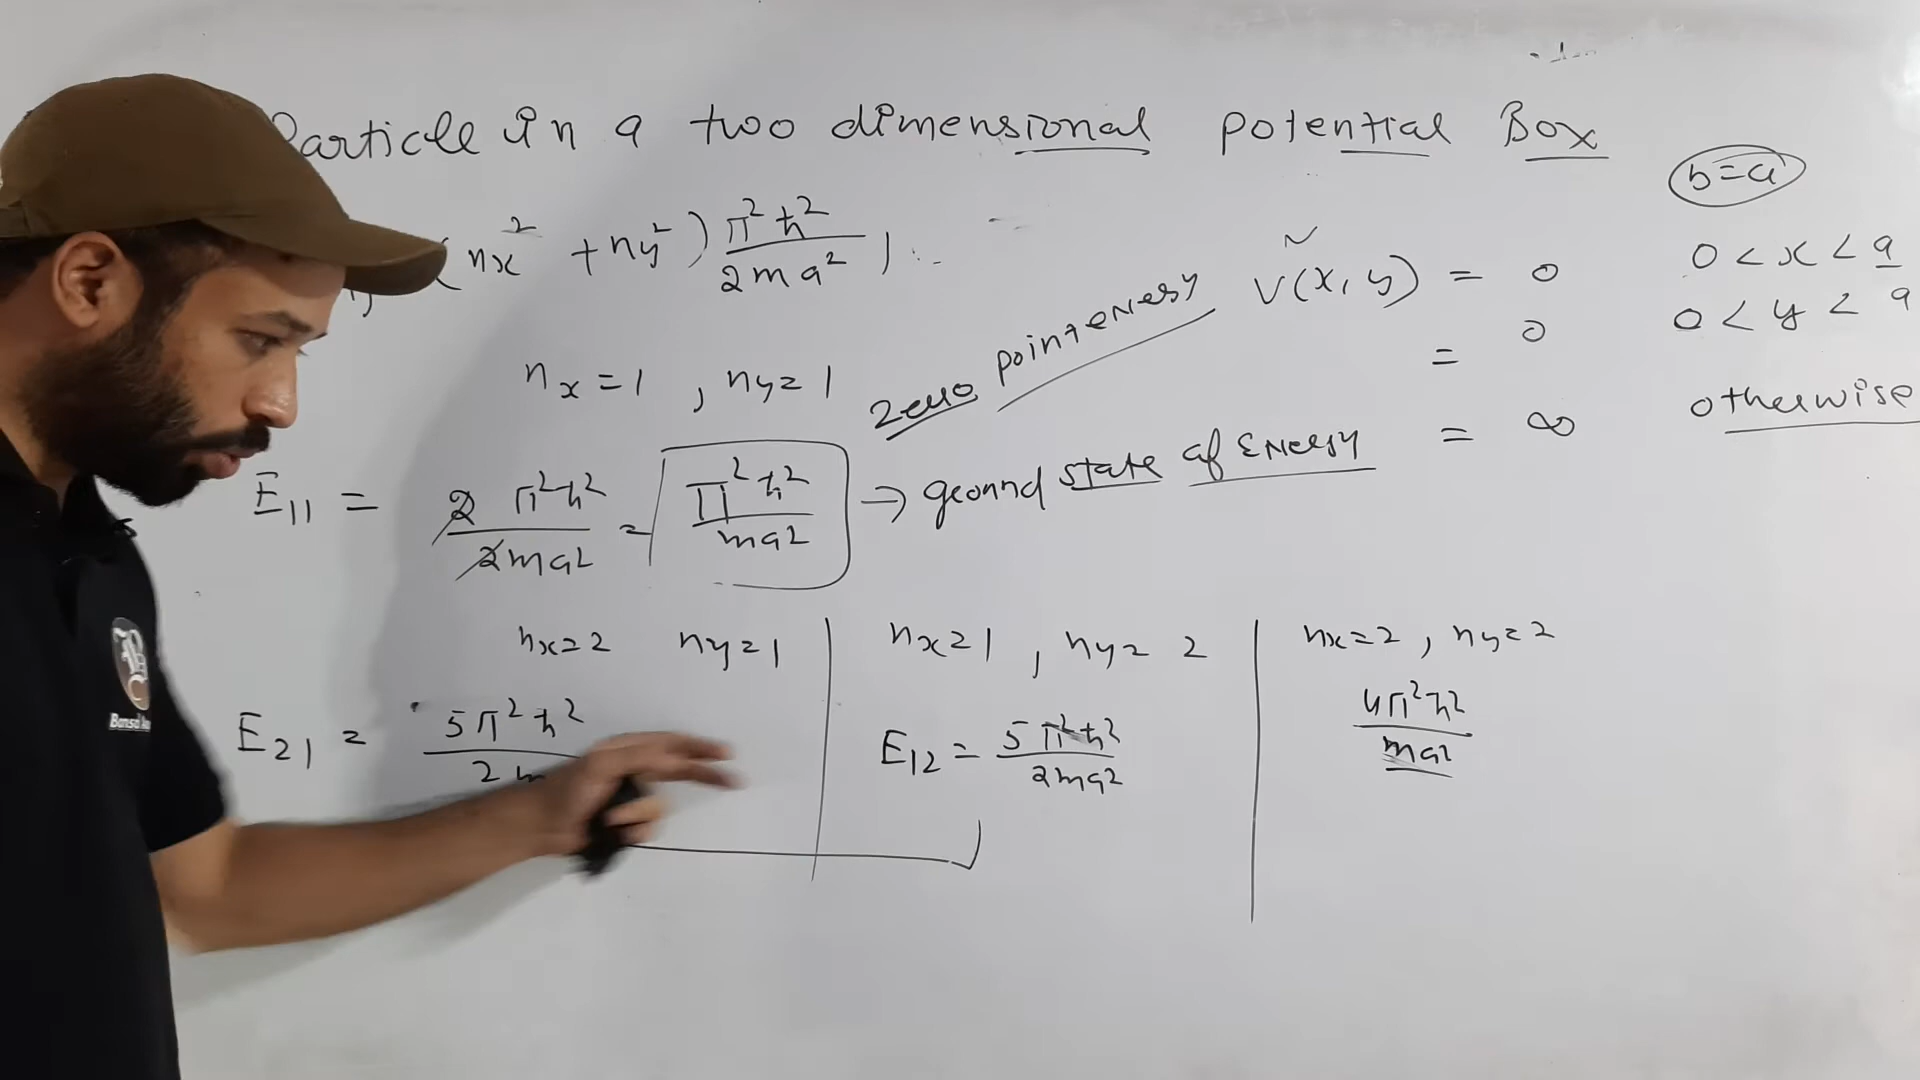 Particle in a two dimensional potential Box
b=a
(nx² + ny²) π²ħ² / 2ma²
V(x, y) = 0   0 < x < a
= 0   0 < y < a
= ∞   otherwise
nx = 1 , ny = 1
zero point energy
E11 = 2 π²ħ² / 2ma² = π²ħ² / ma² → ground state of Energy
nx=2 ny=1
E21 = 5π²ħ² / 2m
nx=1 , ny= 2
E12 = 5π²ħ² / 2ma²
nx=2 , ny=2
4π²ħ² / ma²